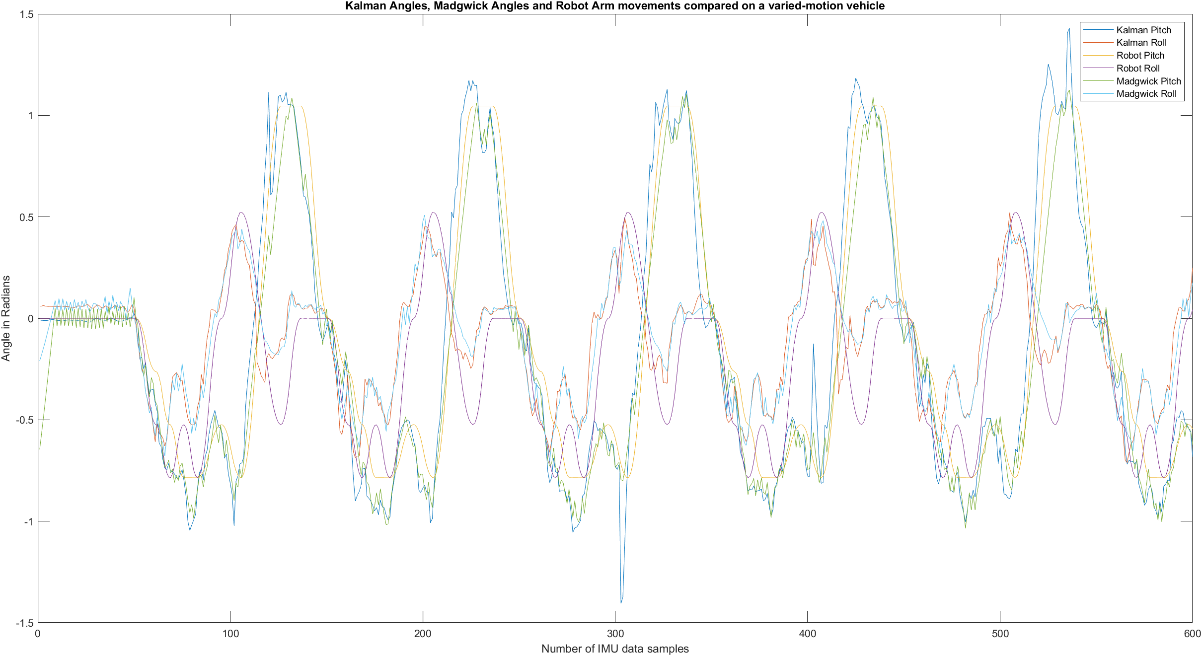 Kalman Angles, Madgwick Angles and Robot Arm movements compared on a varied-motion vehicle
1.5
1
0.5
0
-0.5
-1
-1.5
Angle in Radians
Kalman Pitch
Kalman Roll
Robot Pitch
Robot Roll
Madgwick Pitch
Madgwick Roll
0
100
200
300
400
500
600
Number of IMU data samples